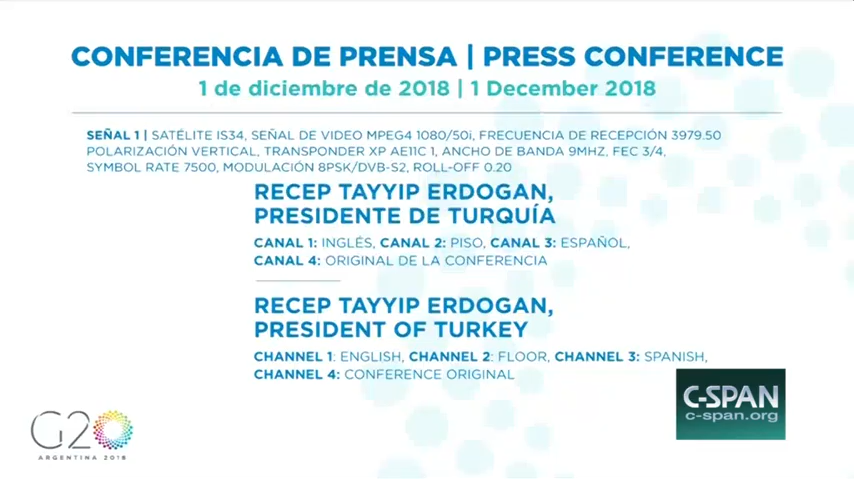 CONFERENCIA DE PRENSA | PRESS CONFERENCE
1 de diciembre de 2018 | 1 December 2018
SEÑAL 1 | SATÉLITE IS34, SEÑAL DE VIDEO MPEG4 1080/50i, FRECUENCIA DE RECEPCIÓN 3979.50
POLARIZACIÓN VERTICAL, TRANSPONDER XP AE11C 1, ANCHO DE BANDA 9MHZ, FEC 3/4,
SYMBOL RATE 7500, MODULACIÓN 8PSK/DVB-S2, ROLL-OFF 0.20
RECEP TAYYIP ERDOGAN,
PRESIDENTE DE TURQUÍA
CANAL 1: INGLÉS, CANAL 2: PISO, CANAL 3: ESPAÑOL,
CANAL 4: ORIGINAL DE LA CONFERENCIA
RECEP TAYYIP ERDOGAN,
PRESIDENT OF TURKEY
CHANNEL 1: ENGLISH, CHANNEL 2: FLOOR, CHANNEL 3: SPANISH,
CHANNEL 4: CONFERENCE ORIGINAL
C-SPAN
c-span.org
G20
ARGENTINA 2018